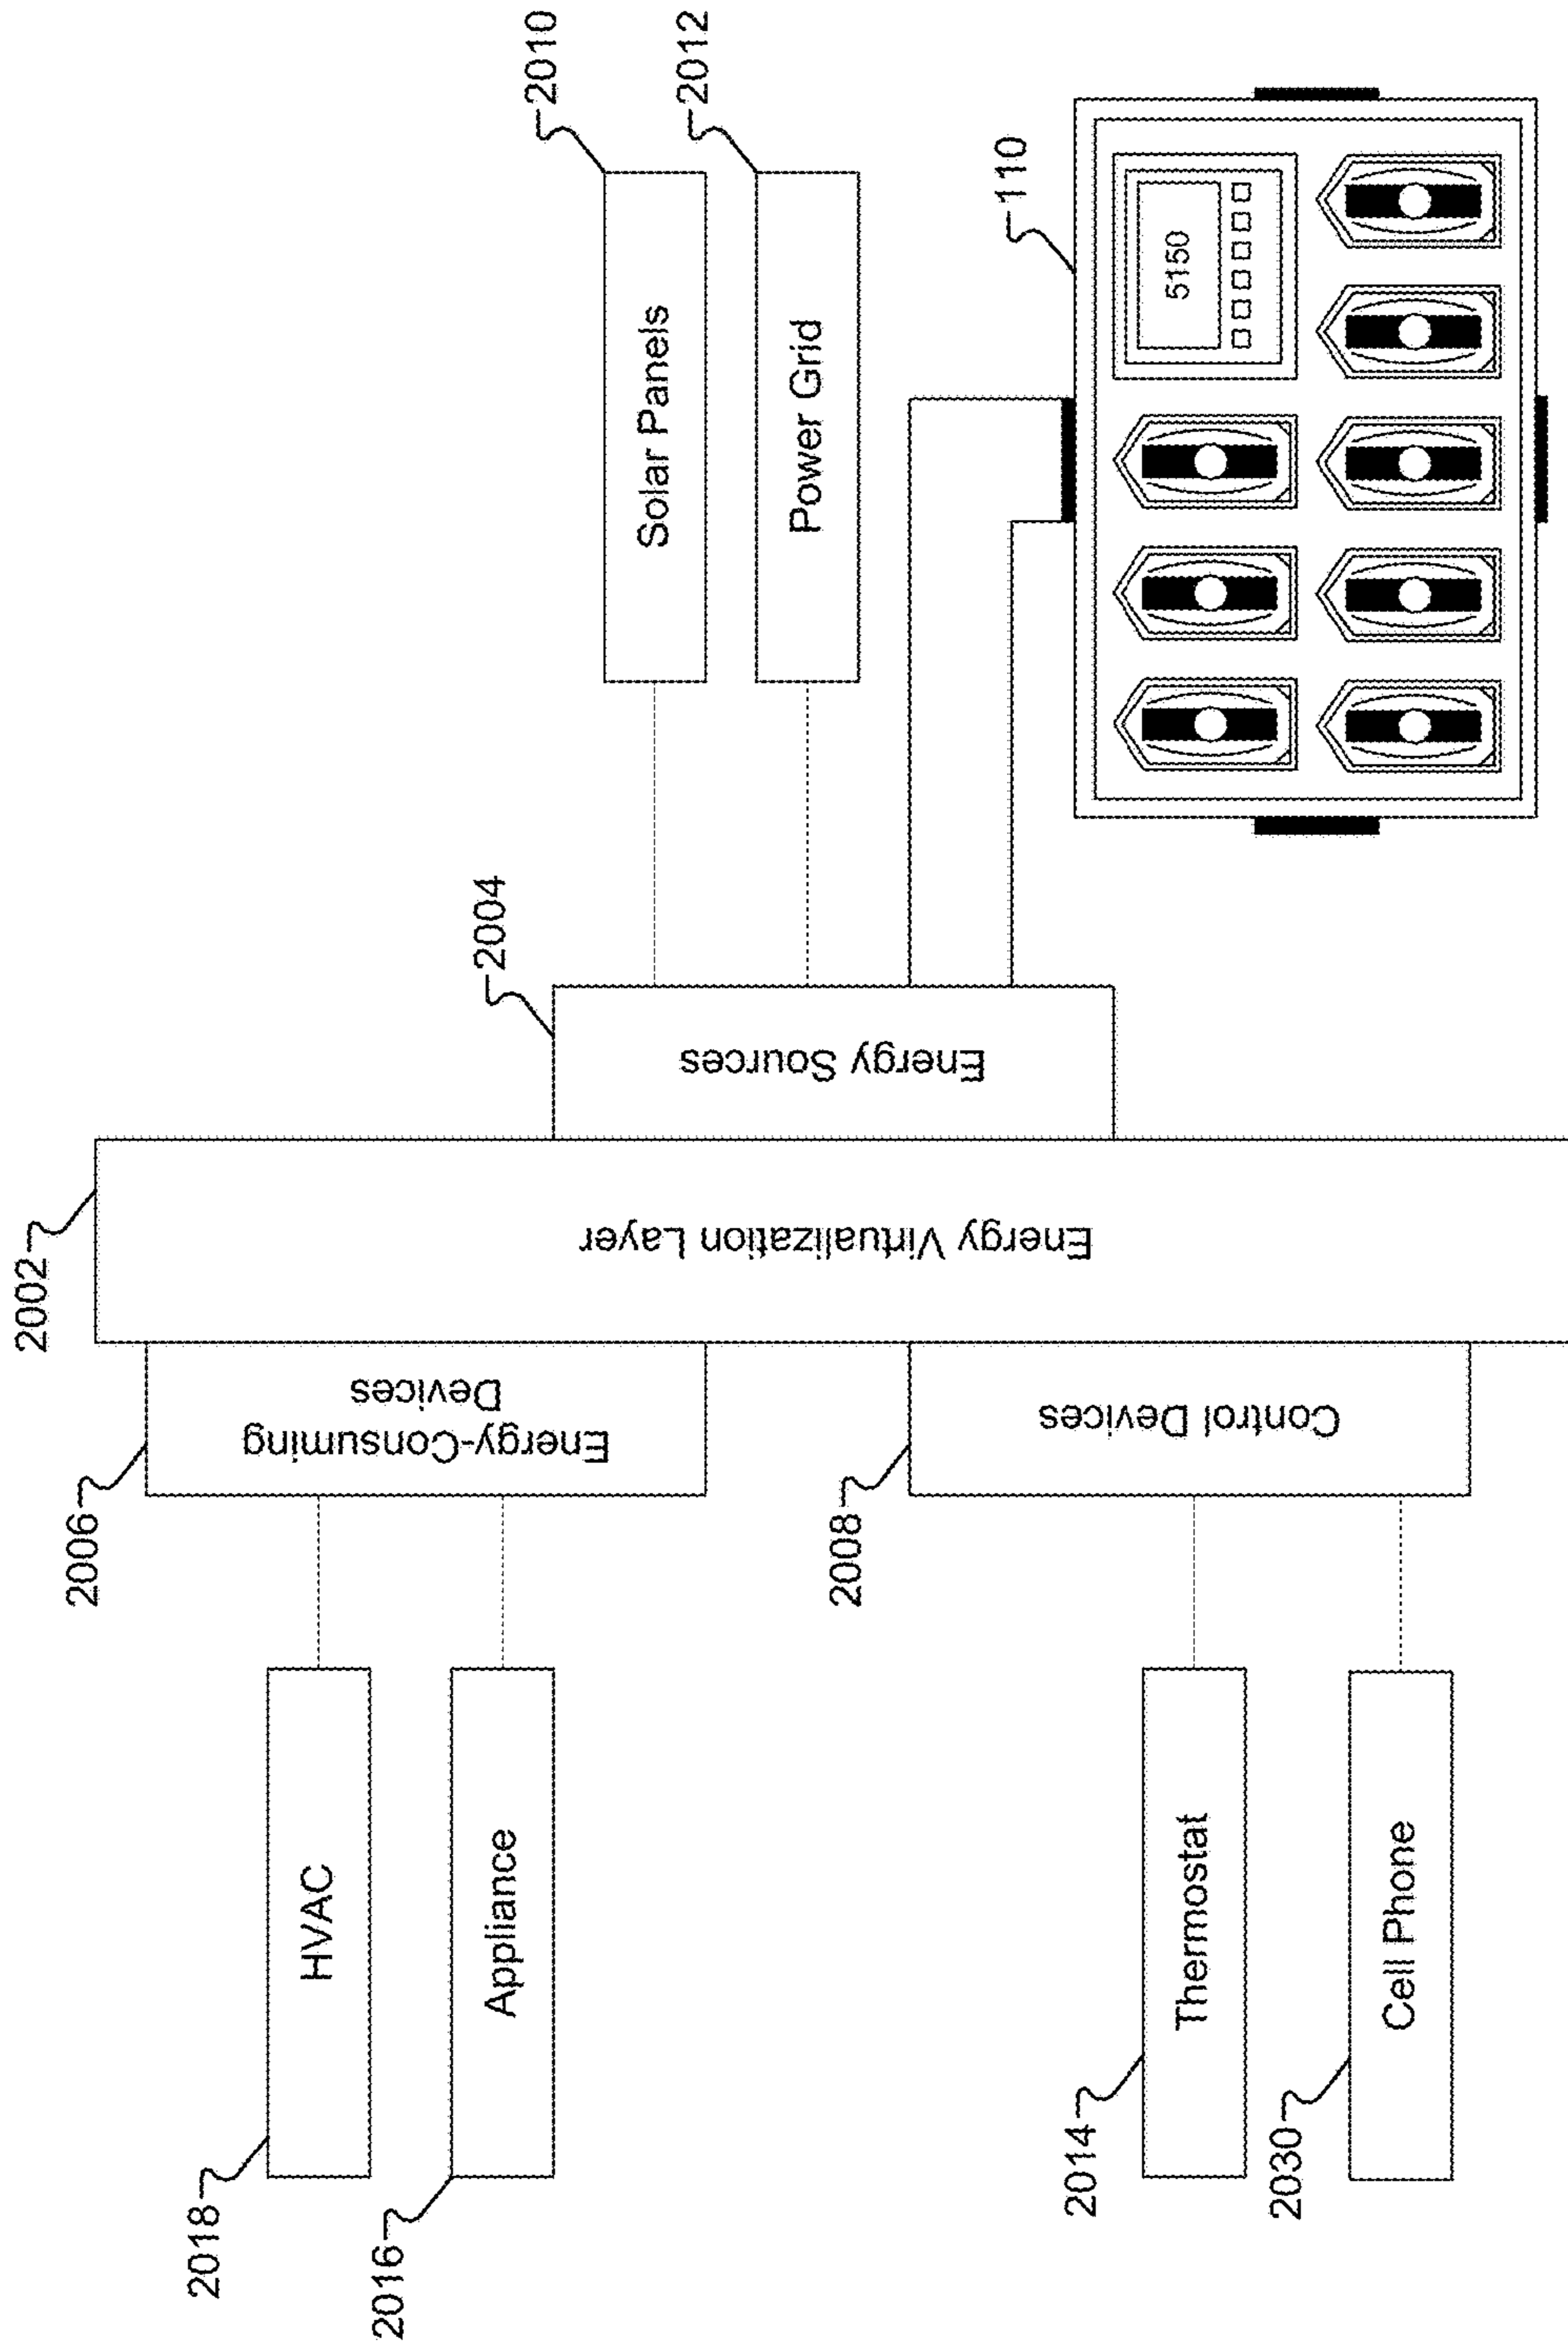 2018
HVAC
2016
Appliance
2006
Energy-Consuming
Devices
2014
Thermostat
2030
Cell Phone
2008
Control Devices
2002
Energy Virtualization Layer
2004
Energy Sources
2010
Solar Panels
2012
Power Grid
110
5150